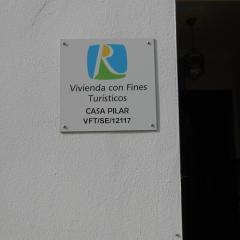 R
Vivienda con Fines
Turísticos
CASA PILAR
VFT/SE/12117